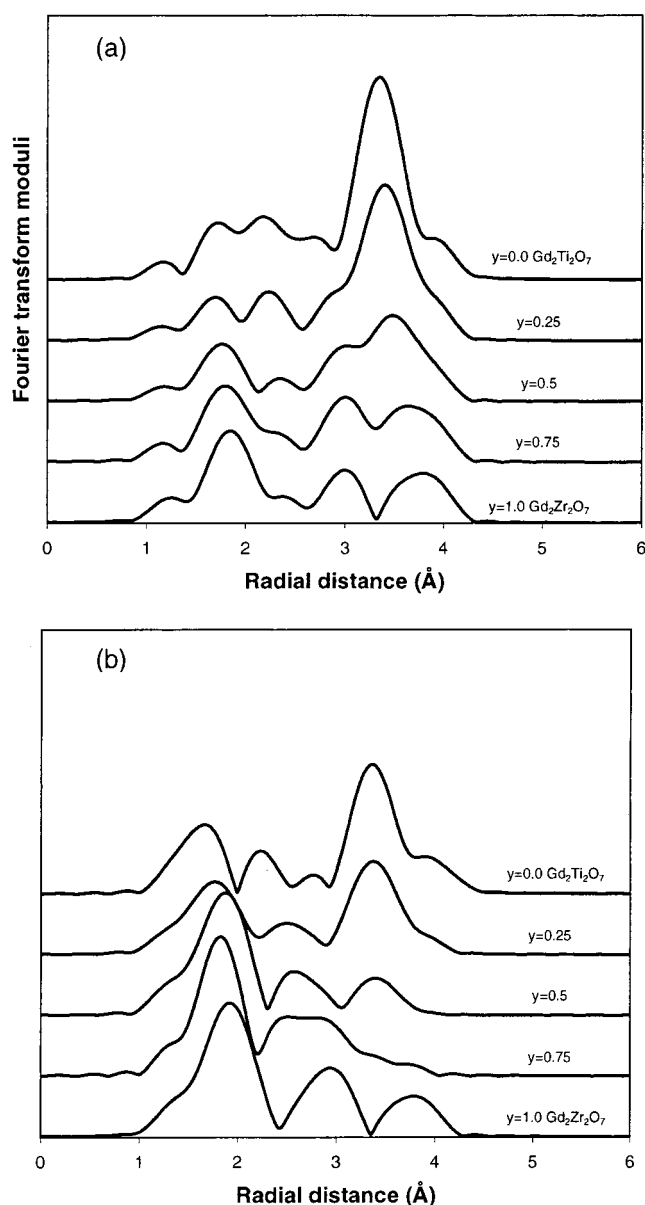 (a)
Fourier transform moduli
y=0.0 Gd₂Ti₂O₇
y=0.25
y=0.5
y=0.75
y=1.0 Gd₂Zr₂O₇
0 1 2 3 4 5 6
Radial distance (Å)
(b)
y=0.0 Gd₂Ti₂O₇
y=0.25
y=0.5
y=0.75
y=1.0 Gd₂Zr₂O₇
0 1 2 3 4 5 6
Radial distance (Å)